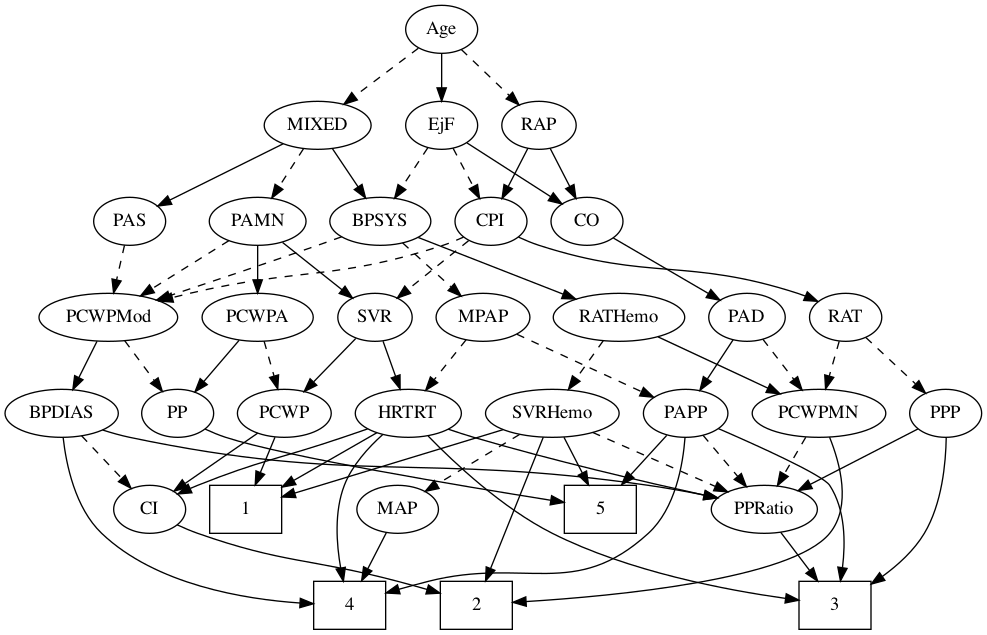 Age
MIXED
EjF
RAP
PAS
PAMN
BPSYS
CPI
CO
PCWPMod
PCWPA
SVR
MPAP
RATHemo
PAD
RAT
BPDIAS
PP
PCWP
HRTRT
SVRHemo
PAPP
PCWPMN
PPP
CI
1
MAP
5
PPRatio
4
2
3